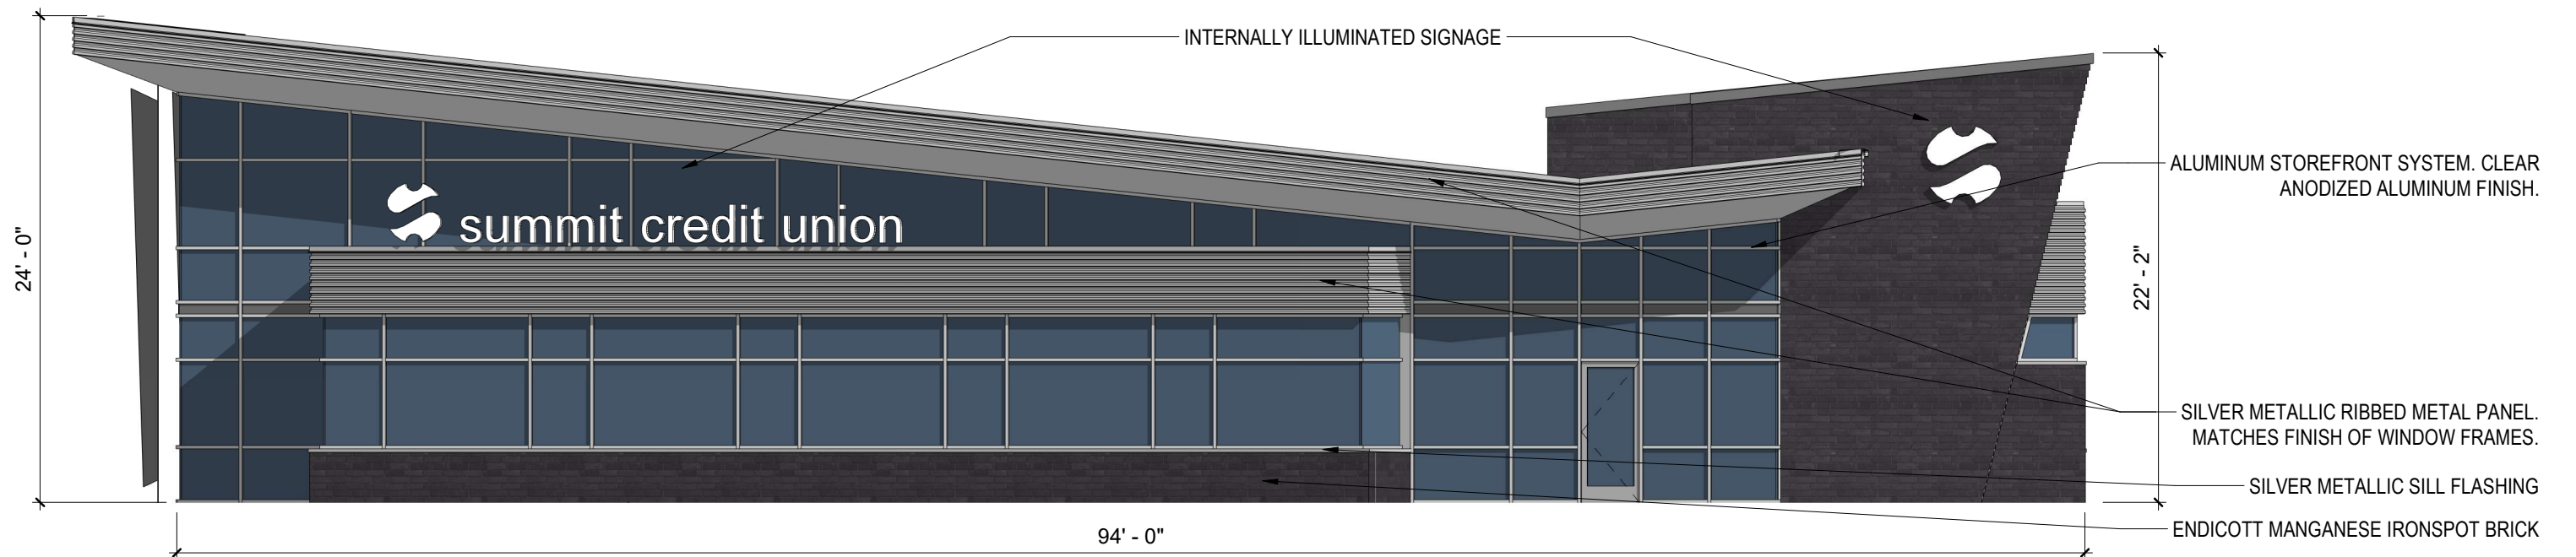 INTERNALLY ILLUMINATED SIGNAGE
ALUMINUM STOREFRONT SYSTEM. CLEAR
ANODIZED ALUMINUM FINISH.
summit credit union
24' - 0"
22' - 2"
SILVER METALLIC RIBBED METAL PANEL.
MATCHES FINISH OF WINDOW FRAMES.
SILVER METALLIC SILL FLASHING
ENDICOTT MANGANESE IRONSPOT BRICK
94' - 0"